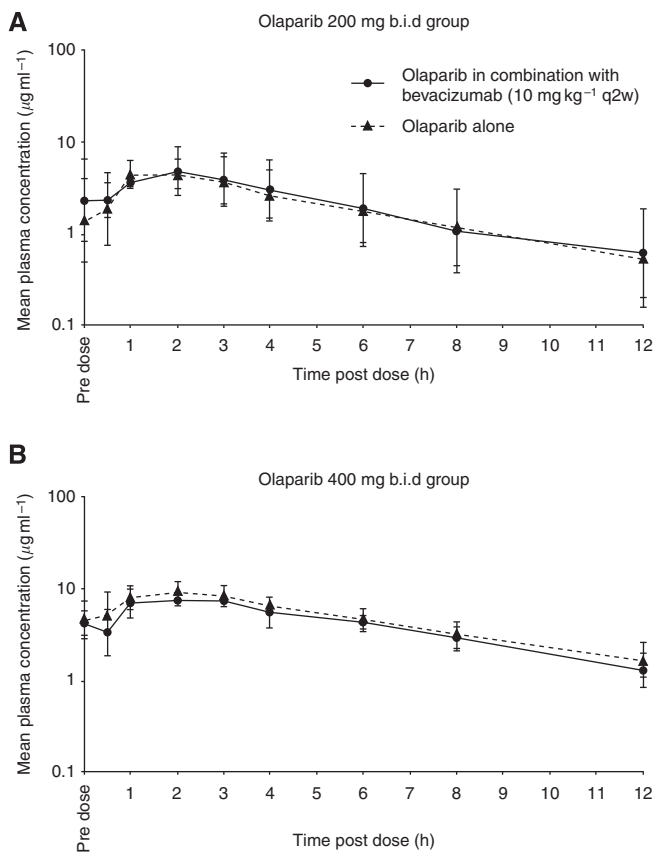 A
Olaparib 200 mg b.i.d group
Mean plasma concentration (μg ml−1)
100
10
1
0.1
Olaparib in combination with
bevacizumab (10 mg kg−1 q2w)
Olaparib alone
Pre dose
1 2 3 4 5 6 7 8 9 10 11 12
Time post dose (h)
B
Olaparib 400 mg b.i.d group
Mean plasma concentration (μg ml−1)
100
10
1
0.1
Pre dose
1 2 3 4 5 6 7 8 9 10 11 12
Time post dose (h)